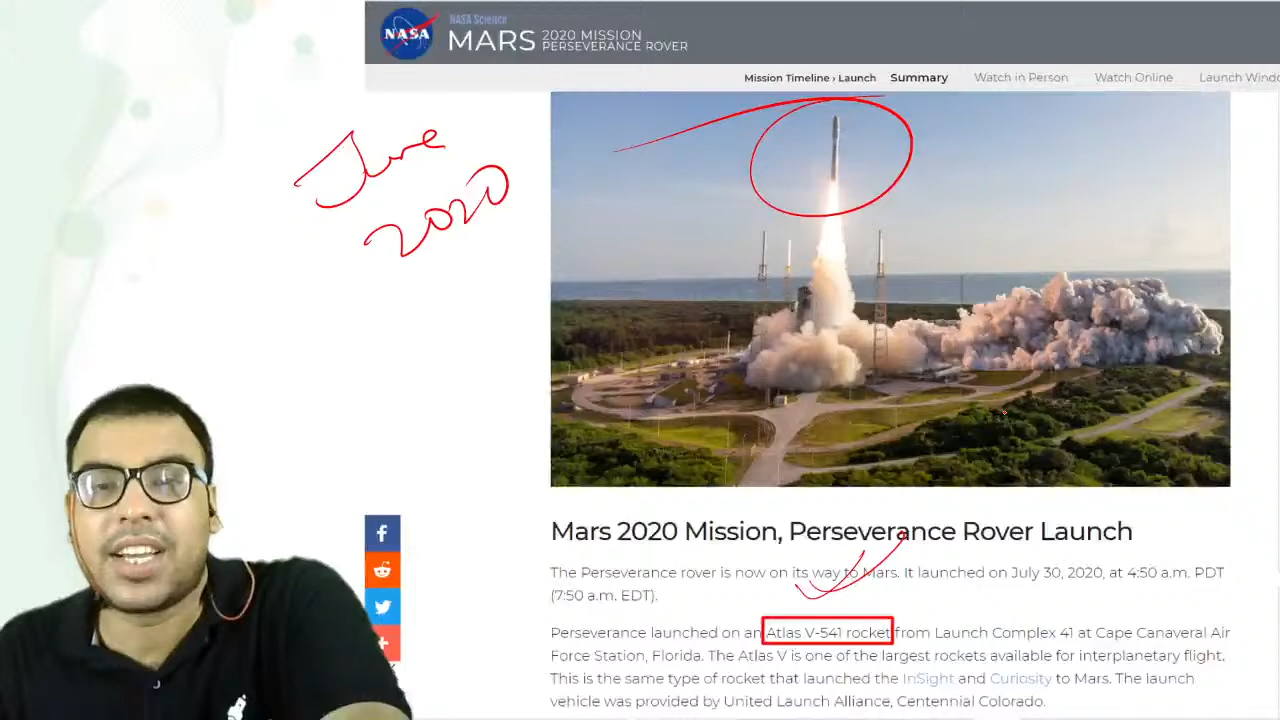 NASA
NASA Science
MARS 2020 MISSION
PERSEVERANCE ROVER
Mission Timeline › Launch Summary Watch in Person Watch Online Launch Windo
June
2020
Mars 2020 Mission, Perseverance Rover Launch
The Perseverance rover is now on its way to Mars. It launched on July 30, 2020, at 4:50 a.m. PDT
(7:50 a.m. EDT).
Perseverance launched on an Atlas V-541 rocket from Launch Complex 41 at Cape Canaveral Air
Force Station, Florida. The Atlas V is one of the largest rockets available for interplanetary flight.
This is the same type of rocket that launched the InSight and Curiosity to Mars. The launch
vehicle was provided by United Launch Alliance, Centennial Colorado.